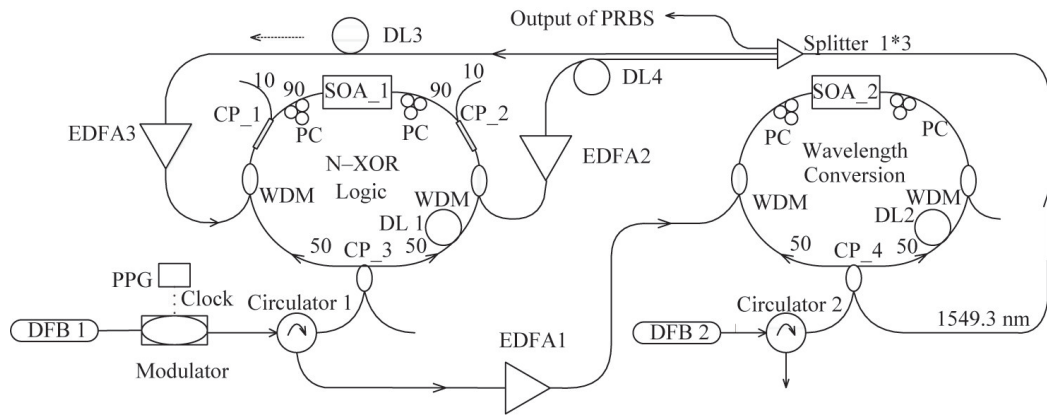 Output of PRBS
Splitter 1*3
DL3
DL4
10
90
SOA_1
90
10
CP_1
CP_2
PC
PC
EDFA3
EDFA2
N–XOR
Logic
WDM
WDM
DL 1
50
50
CP_3
SOA_2
PC
PC
Wavelength
Conversion
WDM
WDM
DL2
50
50
CP_4
PPG
Clock
Circulator 1
DFB 1
Modulator
EDFA1
Circulator 2
DFB 2
1549.3 nm